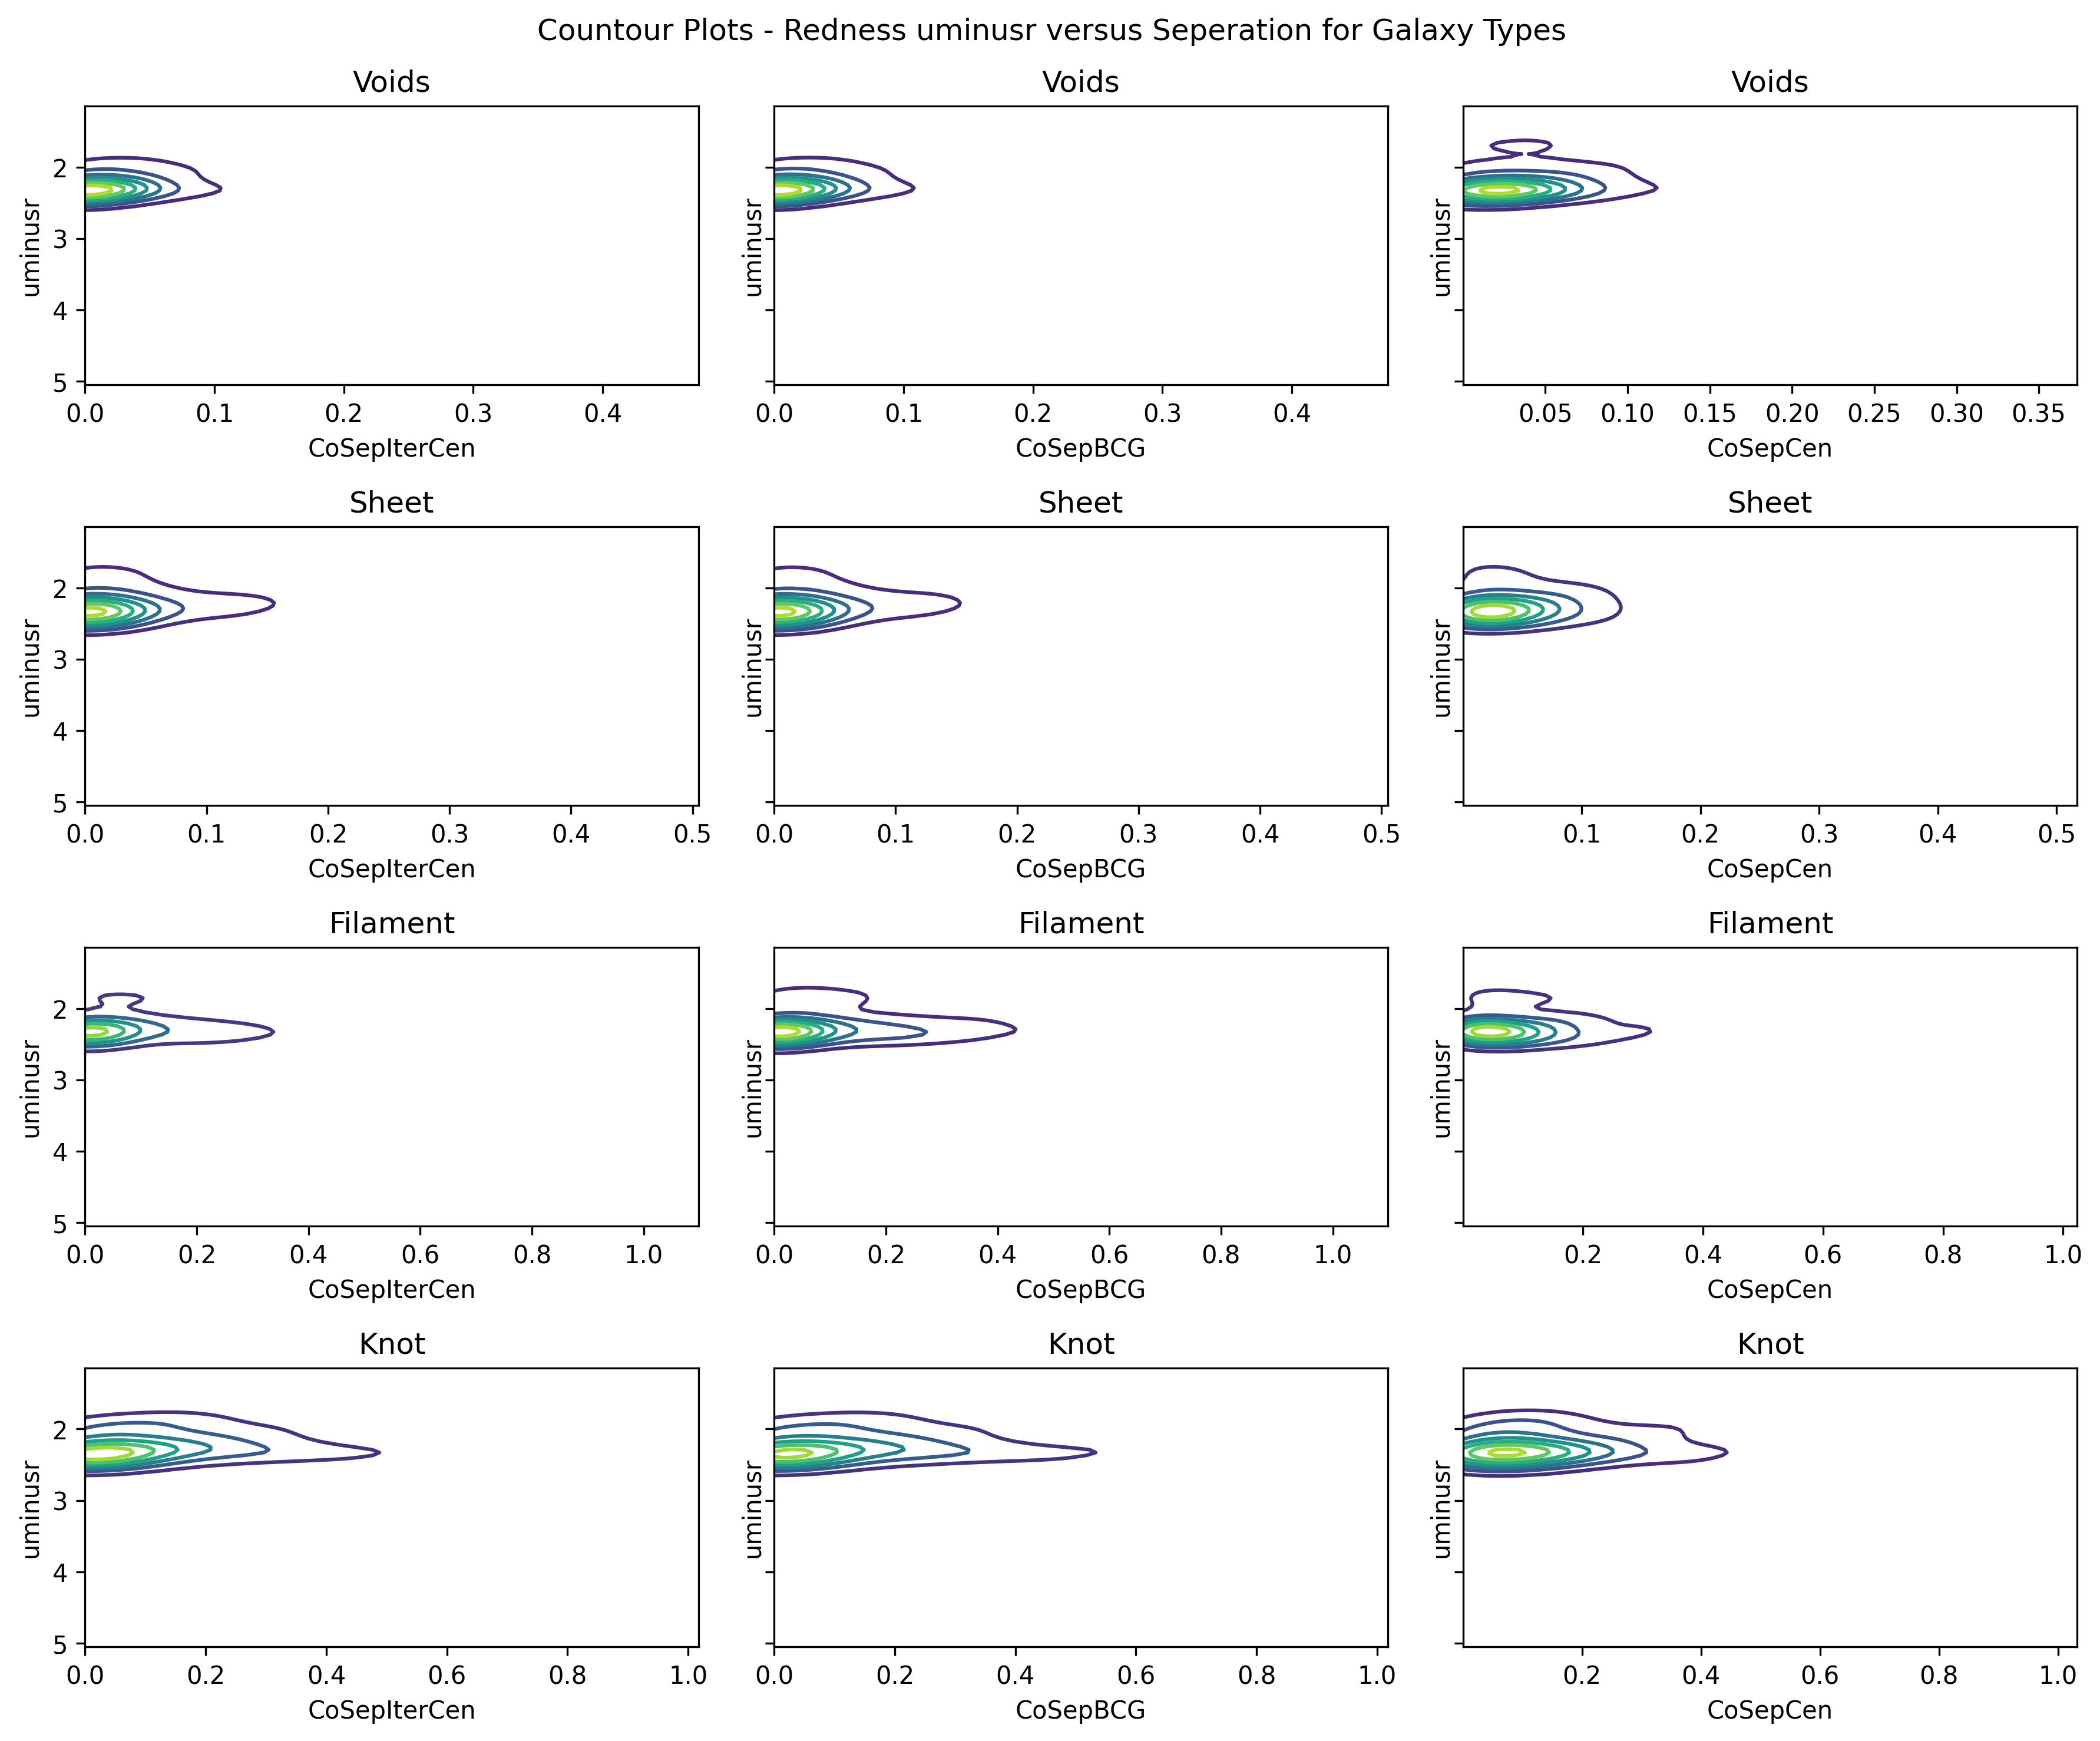 Countour Plots - Redness uminusr versus Seperation for Galaxy Types
Voids Voids Voids
uminusr uminusr uminusr
2
3
4
5
0.0 0.1 0.2 0.3 0.4 0.0 0.1 0.2 0.3 0.4 0.05 0.10 0.15 0.20 0.25 0.30 0.35
CoSepIterCen CoSepBCG CoSepCen
Sheet Sheet Sheet
uminusr uminusr uminusr
2
3
4
5
0.0 0.1 0.2 0.3 0.4 0.5 0.0 0.1 0.2 0.3 0.4 0.5 0.1 0.2 0.3 0.4 0.5
CoSepIterCen CoSepBCG CoSepCen
Filament Filament Filament
uminusr uminusr uminusr
2
3
4
5
0.0 0.2 0.4 0.6 0.8 1.0 0.0 0.2 0.4 0.6 0.8 1.0 0.2 0.4 0.6 0.8 1.0
CoSepIterCen CoSepBCG CoSepCen
Knot Knot Knot
uminusr uminusr uminusr
2
3
4
5
0.0 0.2 0.4 0.6 0.8 1.0 0.0 0.2 0.4 0.6 0.8 1.0 0.2 0.4 0.6 0.8 1.0
CoSepIterCen CoSepBCG CoSepCen